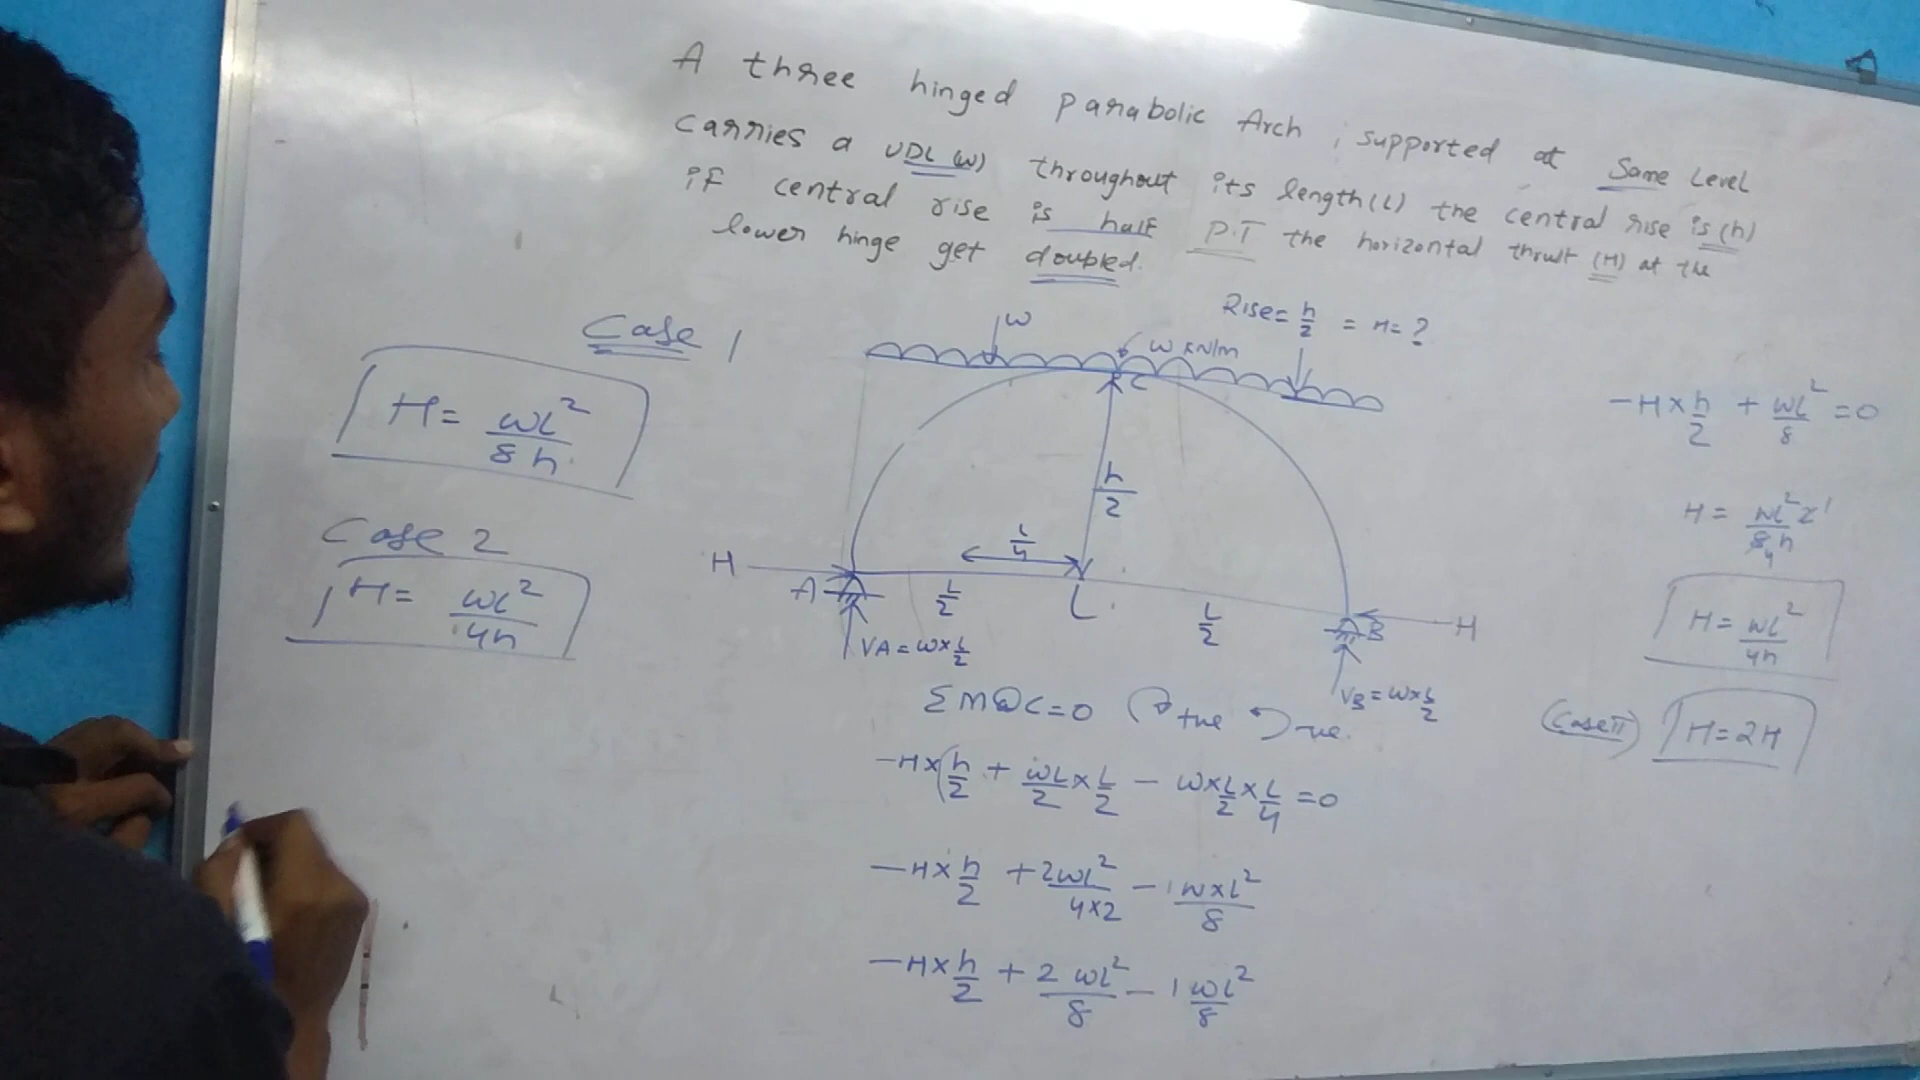 A three hinged parabolic Arch, supported at Same Level
carries a UDL (w) throughout its length (L) the central rise is (h)
if central rise is half P.T the horizontal thrust (H) at the
lower hinge get doubled.
Rise = h/2 = H = ?
Case 1
H = wL²/8h
Case 2
H = wL²/4h
w
w kN/m
C
h/2
L/4
H
A
L/2
L
L/2
B
H
VA = w×L/2
VB = w×L/2
ΣM@C=0 +ve -ve.
-H×h/2 + wL/2 × L/2 - w×L/2×L/4 = 0
-H×h/2 + 2wL²/4×2 - 1w×L²/8
-H×h/2 + 2wL²/8 - 1wL²/8
-H×h/2 + wL²/8 = 0
H = wL²2¹/8₄h
H = wL²/4h
(Case II) H = 2H